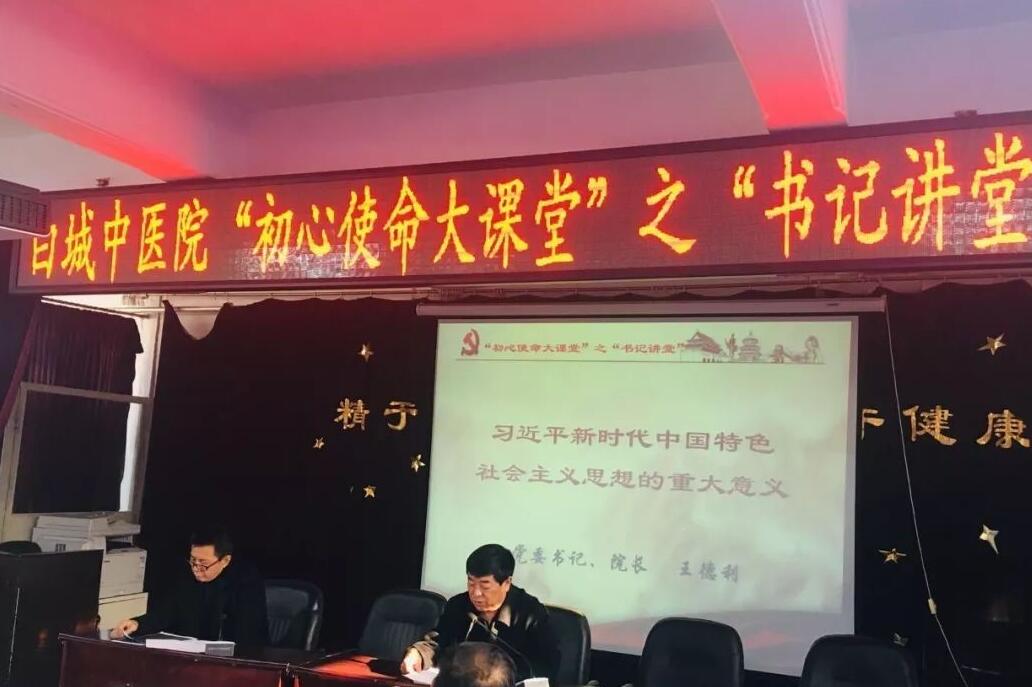 白城中医院“初心使命大课堂”之“书记讲堂
“初心使命大课堂”之“书记讲堂”
精于
健康
习近平新时代中国特色
社会主义思想的重大意义
党委书记、院长 王德利